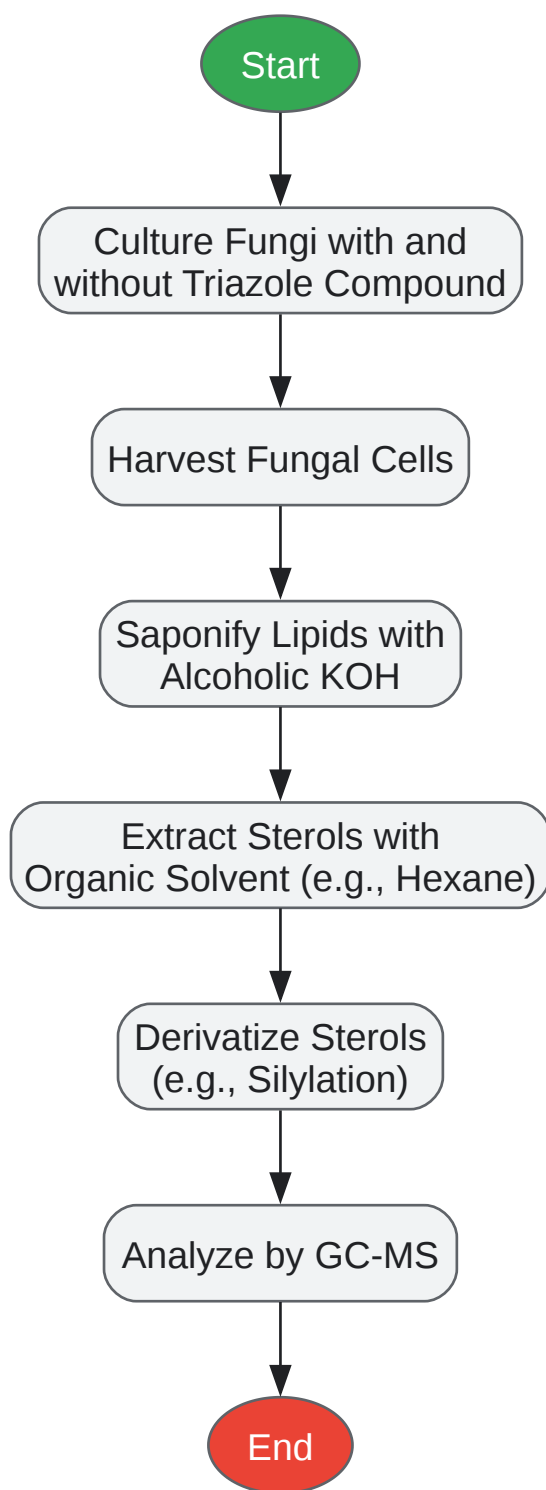 Start
Culture Fungi with and
without Triazole Compound
Harvest Fungal Cells
Saponify Lipids with
Alcoholic KOH
Extract Sterols with
Organic Solvent (e.g., Hexane)
Derivatize Sterols
(e.g., Silylation)
Analyze by GC-MS
End